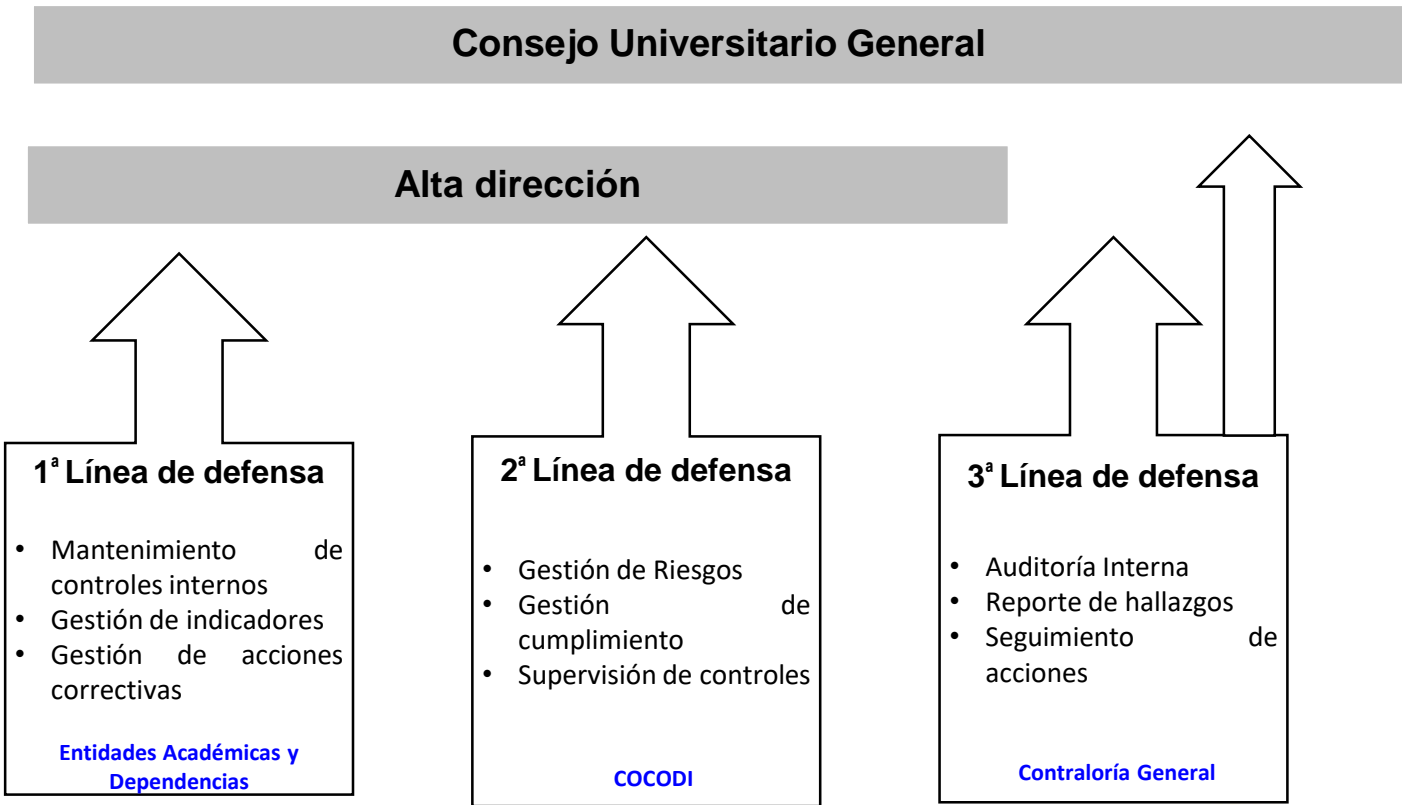 Consejo Universitario General
Alta dirección
1ª Línea de defensa
• Mantenimiento de
controles internos
• Gestión de indicadores
• Gestión de acciones
correctivas
Entidades Académicas y
Dependencias
2ª Línea de defensa
• Gestión de Riesgos
• Gestión de
cumplimiento
• Supervisión de controles
COCODI
3ª Línea de defensa
• Auditoría Interna
• Reporte de hallazgos
• Seguimiento de
acciones
Contraloría General